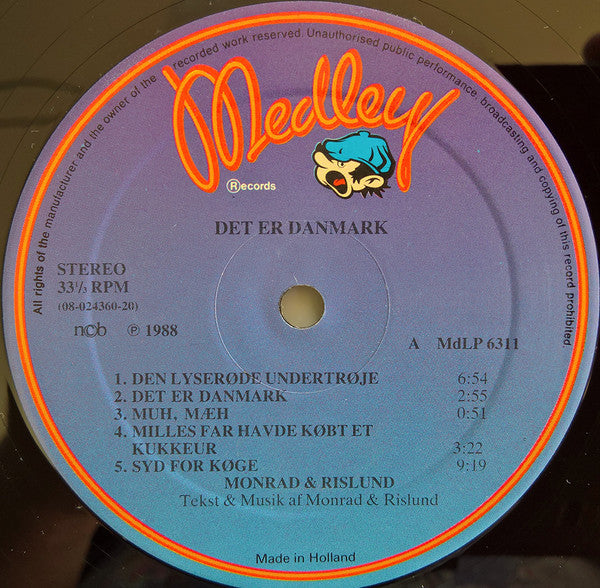 All rights of the manufacturer and the owner of the recorded work reserved. Unauthorised public performance, broadcasting and copying of this record prohibited.
Medley
Records
DET ER DANMARK
STEREO
33⅓ RPM
(08-024360-20)
ncb ℗ 1988
A MdLP 6311
1. DEN LYSERØDE UNDERTRØJE 6:54
2. DET ER DANMARK 2:55
3. MUH, MÆH 0:51
4. MILLES FAR HAVDE KØBT ET
KUKKEUR 3:22
5. SYD FOR KØGE 9:19
MONRAD & RISLUND
Tekst & Musik af Monrad & Rislund
Made in Holland